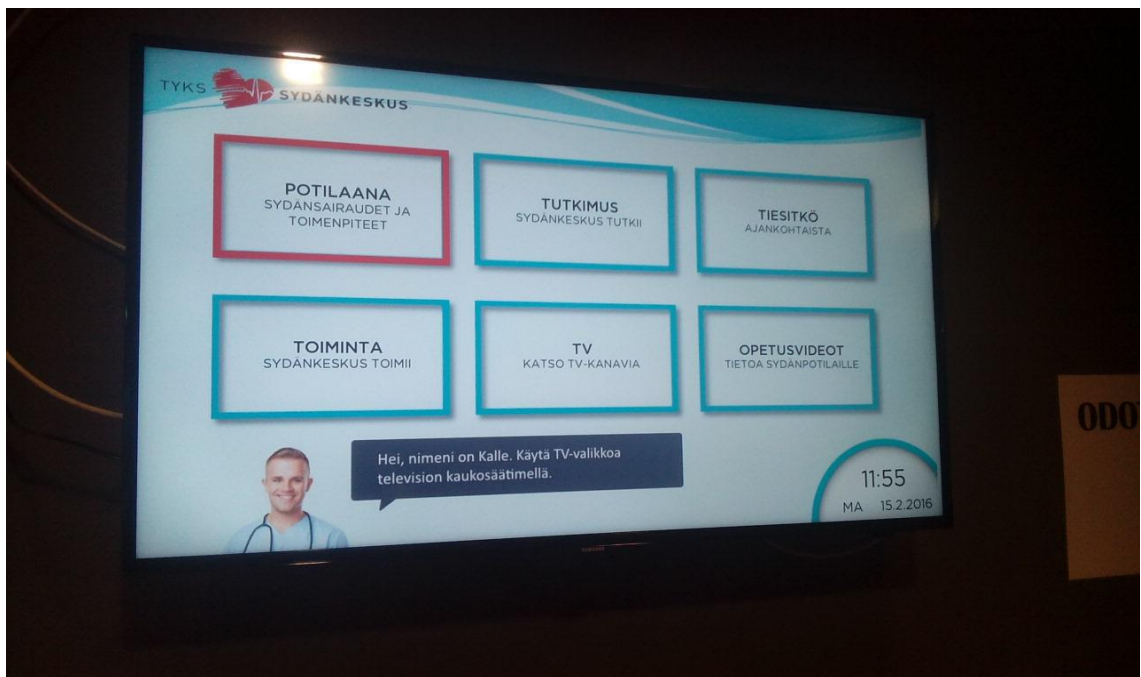 TYKS
SYDÄNKESKUS
POTILAANA
SYDÄNSAIRAUDET JA
TOIMENPITEET
TUTKIMUS
SYDÄNKESKUS TUTKII
TIESITKÖ
AJANKOHTAISTA
TOIMINTA
SYDÄNKESKUS TOIMII
TV
KATSO TV-KANAVIA
OPETUSVIDEOT
TIETOA SYDÄNPOTILAILLE
Hei, nimeni on Kalle. Käytä TV-valikkoa
television kaukosäätimellä.
11:55
MA 15.2.2016
SAMSUNG